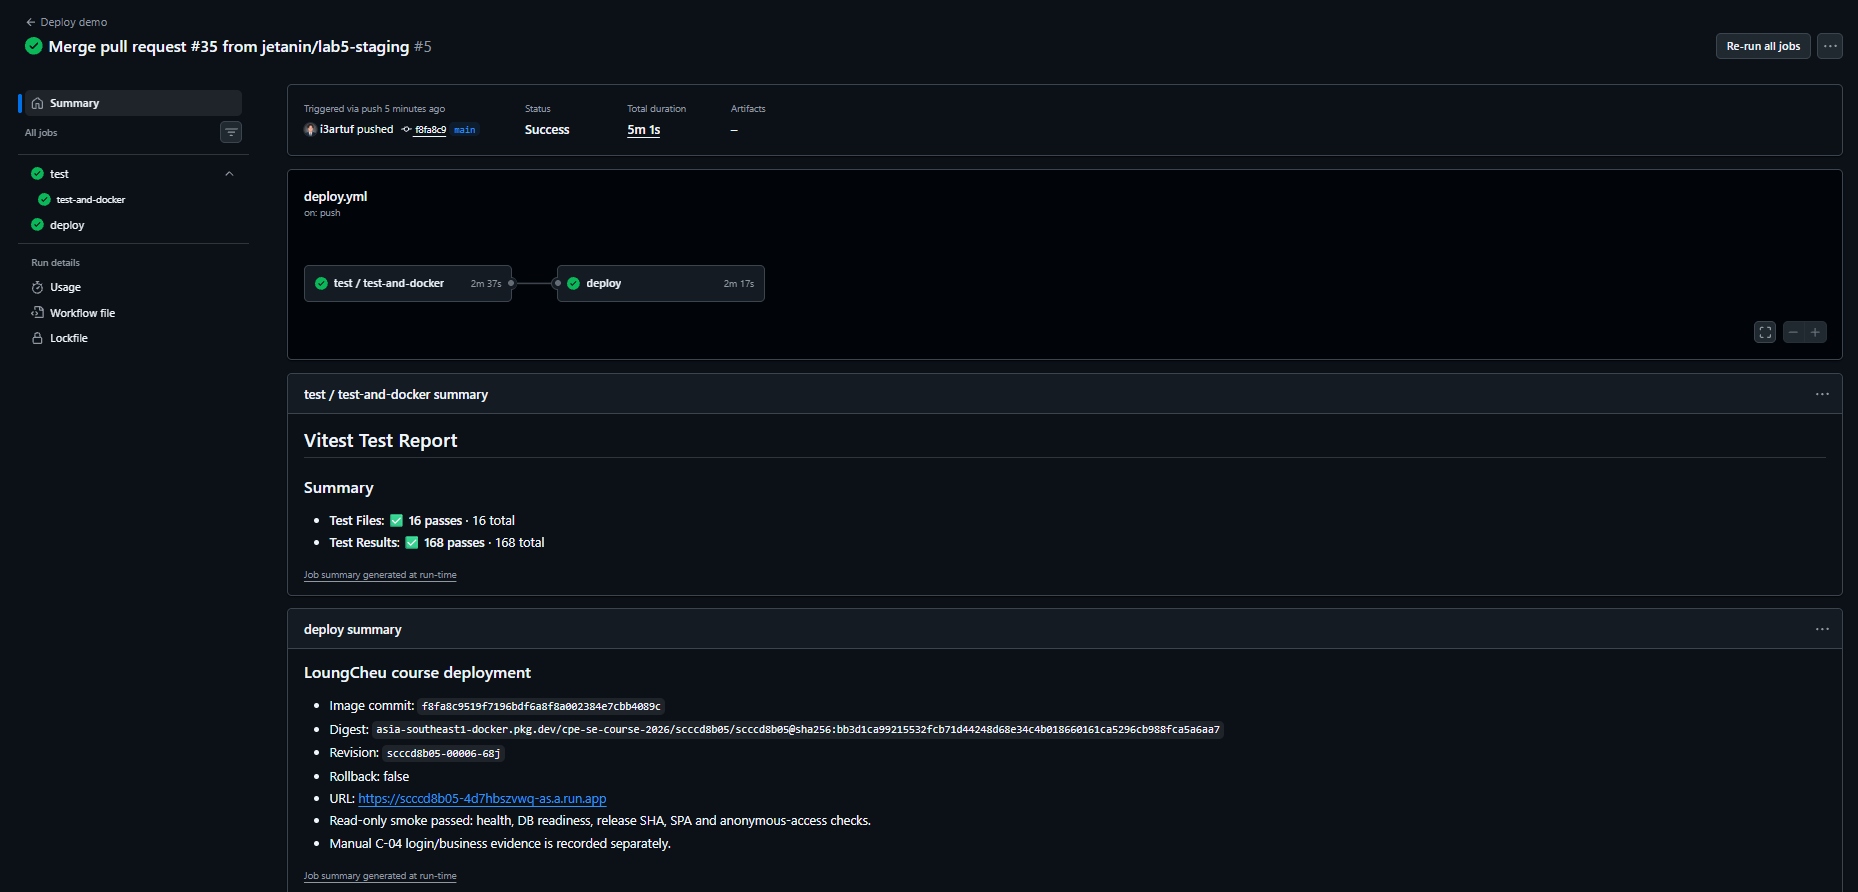 Deploy demo
Merge pull request #35 from jetanin/lab5-staging #5
Re-run all jobs
Summary
All jobs
test
test-and-docker
deploy
Run details
Usage
Workflow file
Lockfile
Triggered via push 5 minutes ago
i3artuf pushed f8fa8c9 main
Status
Success
Total duration
5m 1s
Artifacts
–
deploy.yml
on: push
test / test-and-docker 2m 37s
deploy 2m 17s
test / test-and-docker summary
Vitest Test Report
Summary
Test Files: ✅ 16 passes · 16 total
Test Results: ✅ 168 passes · 168 total
Job summary generated at run-time
deploy summary
LoungCheu course deployment
Image commit: f8fa8c9519f7196bdf6a8f8a002384e7cbb4089c
Digest: asia-southeast1-docker.pkg.dev/cpe-se-course-2026/scccd8b05/scccd8b05@sha256:bb3d1ca99215532fcb71d44248d68e34c4b018660161ca5296cb988fca5a6aa7
Revision: scccd8b05-00006-68j
Rollback: false
URL: https://scccd8b05-4d7hbszvwq-as.a.run.app
Read-only smoke passed: health, DB readiness, release SHA, SPA and anonymous-access checks.
Manual C-04 login/business evidence is recorded separately.
Job summary generated at run-time